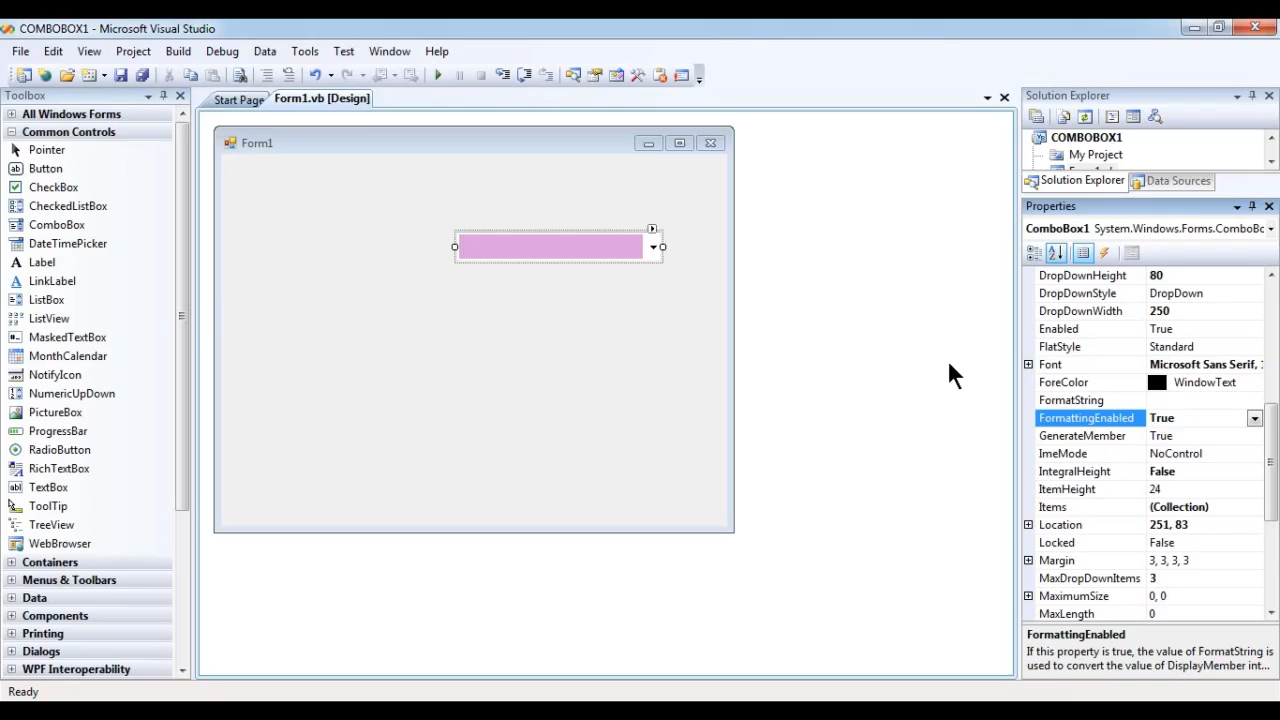 COMBOBOX1 - Microsoft Visual Studio
File Edit View Project Build Debug Data Tools Test Window Help
Toolbox
All Windows Forms
Common Controls
Pointer
Button
CheckBox
CheckedListBox
ComboBox
DateTimePicker
Label
LinkLabel
ListBox
ListView
MaskedTextBox
MonthCalendar
NotifyIcon
NumericUpDown
PictureBox
ProgressBar
RadioButton
RichTextBox
TextBox
ToolTip
TreeView
WebBrowser
Containers
Menus & Toolbars
Data
Components
Printing
Dialogs
WPF Interoperability
Start Page Form1.vb [Design]
Form1
Solution Explorer
COMBOBOX1
My Project
Solution Explorer Data Sources
Properties
ComboBox1 System.Windows.Forms.ComboBc
DropDownHeight 80
DropDownStyle DropDown
DropDownWidth 250
Enabled True
FlatStyle Standard
Font Microsoft Sans Serif,
ForeColor WindowText
FormatString
FormattingEnabled True
GenerateMember True
ImeMode NoControl
IntegralHeight False
ItemHeight 24
Items (Collection)
Location 251, 83
Locked False
Margin 3, 3, 3, 3
MaxDropDownItems 3
MaximumSize 0, 0
MaxLength 0
FormattingEnabled
If this property is true, the value of FormatString is
used to convert the value of DisplayMember int...
Ready